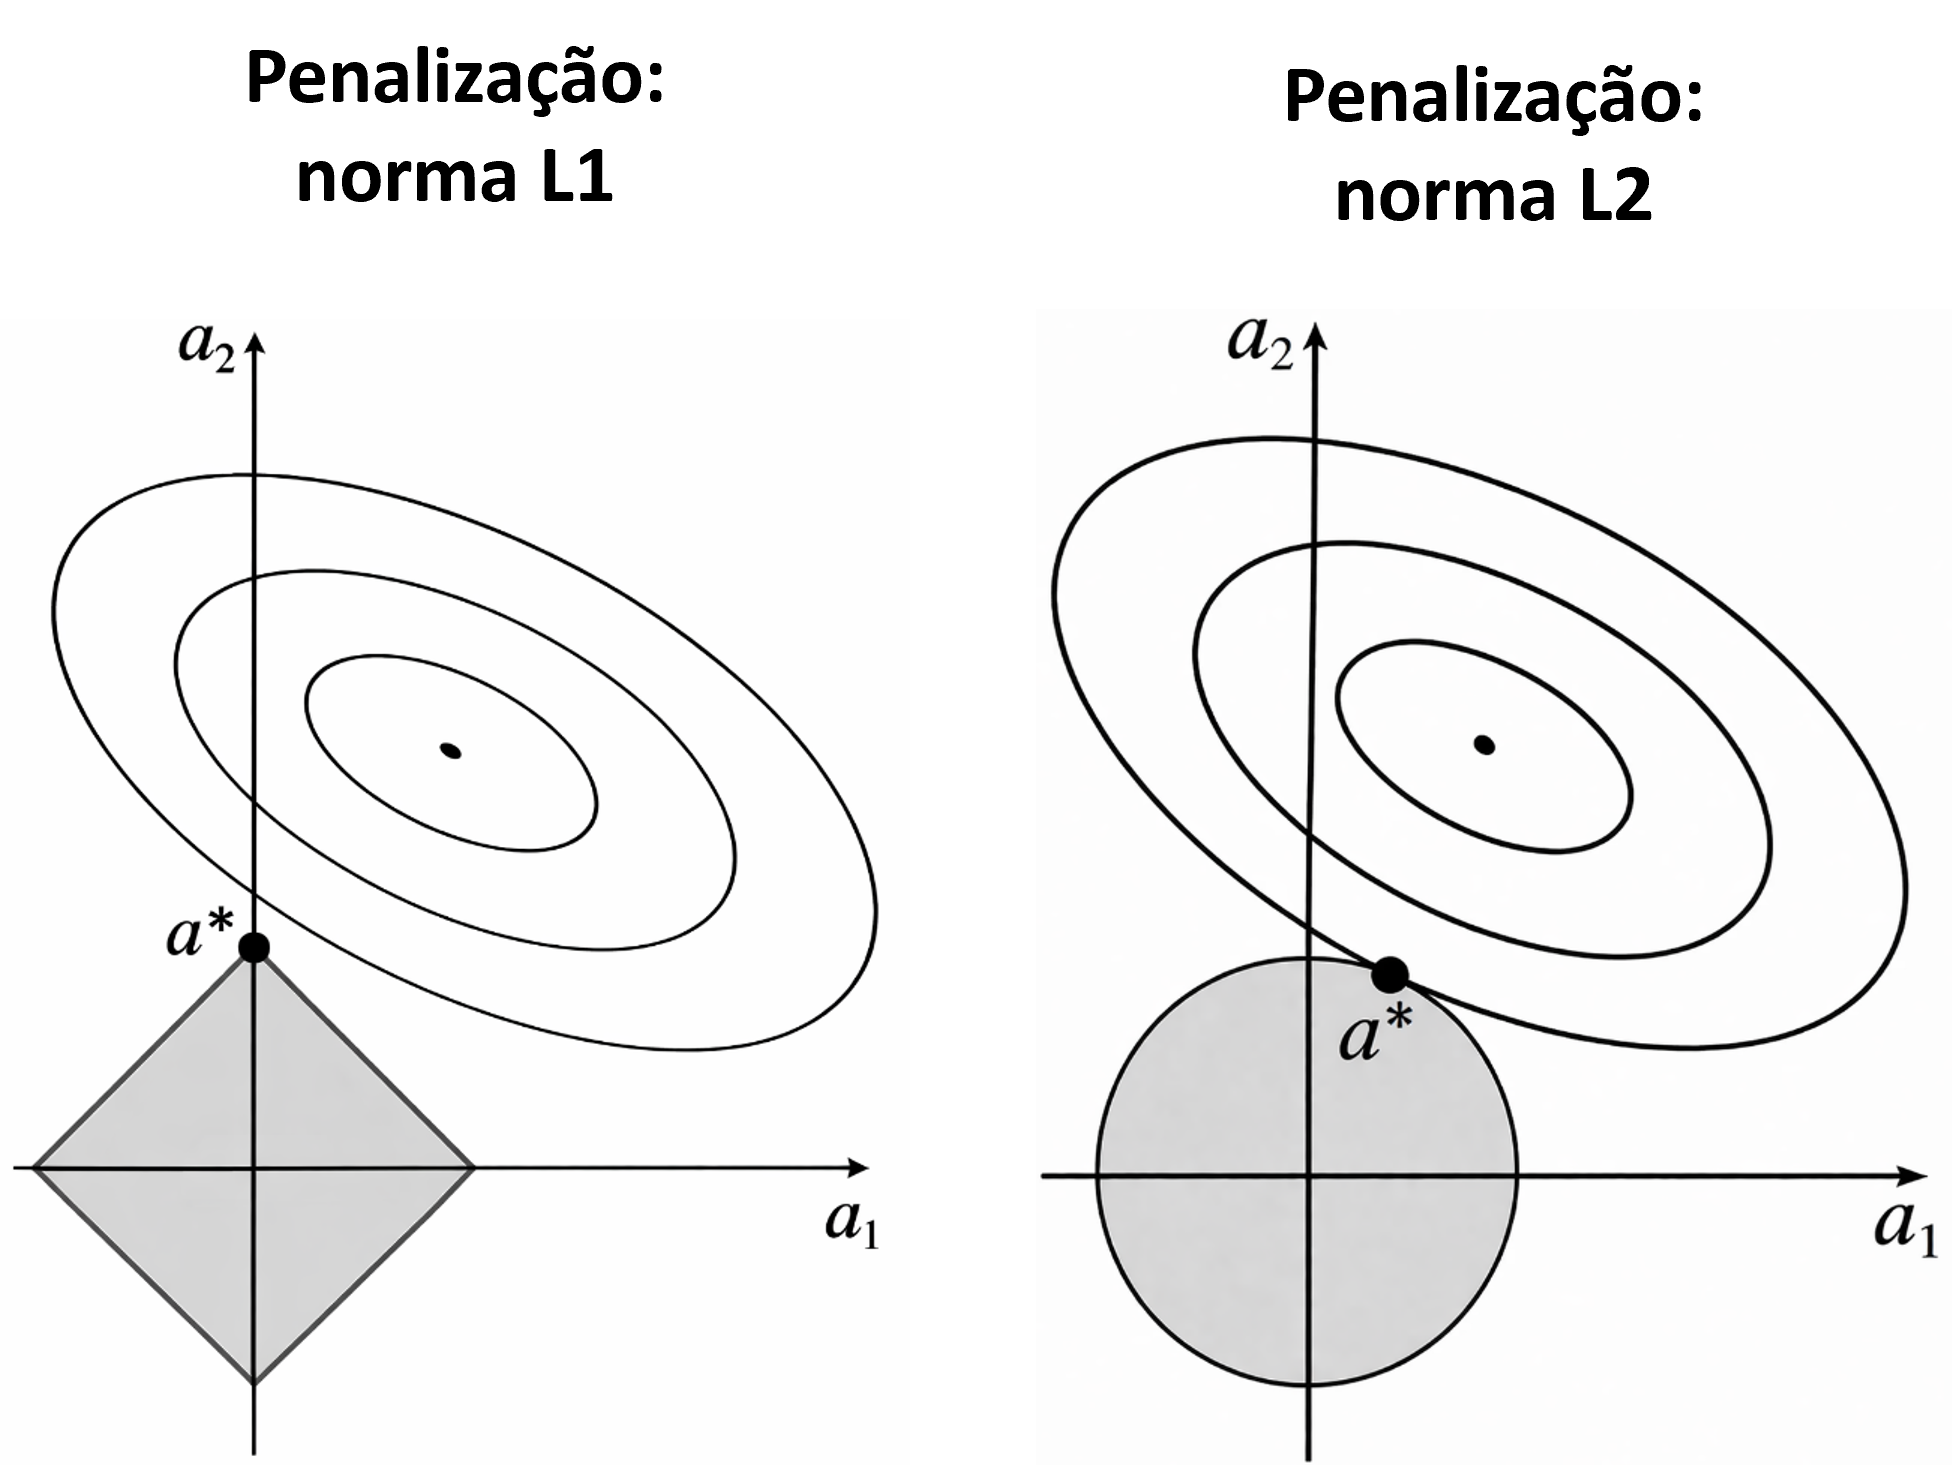 Penalização:
norma L1
a₂
a*
a₁
Penalização:
norma L2
a₂
a*
a₁